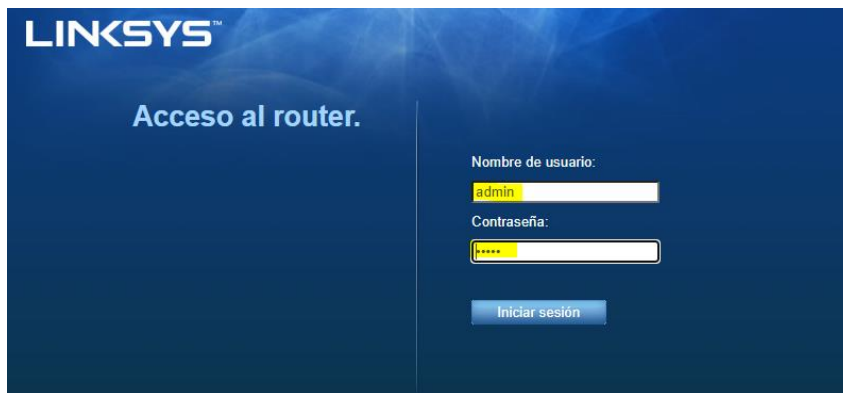 LINKSYS™
Acceso al router.
Nombre de usuario:
admin
Contraseña:
•••••
Iniciar sesión